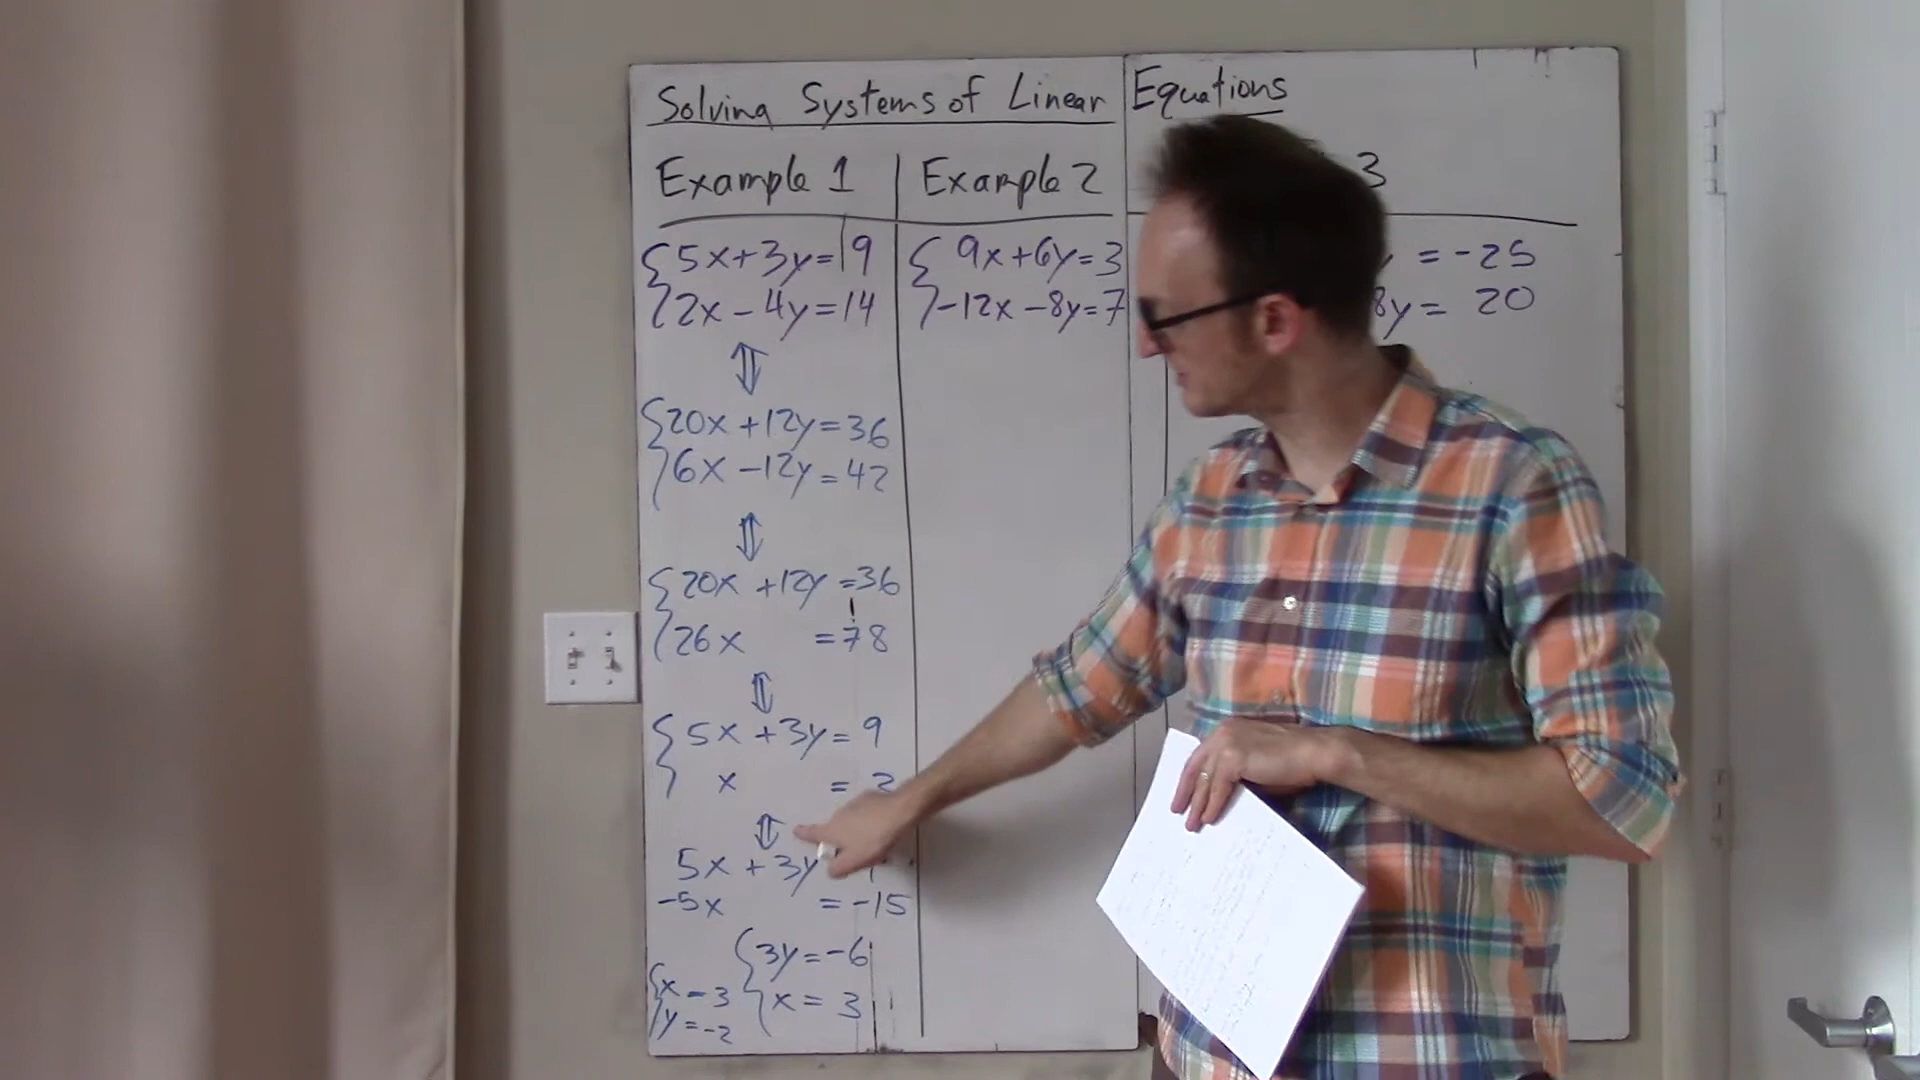 Solving Systems of Linear Equations
Example 1
Example 2
3
5x+3y=9
2x-4y=14
20x+12y=36
6x-12y=42
20x+12y=36
26x =78
5x+3y=9
x =
5x+3y
-5x =-15
3y=-6
x=3
x=3
y=-2
9x+6y=3
-12x-8y=7
=-25
8y= 20